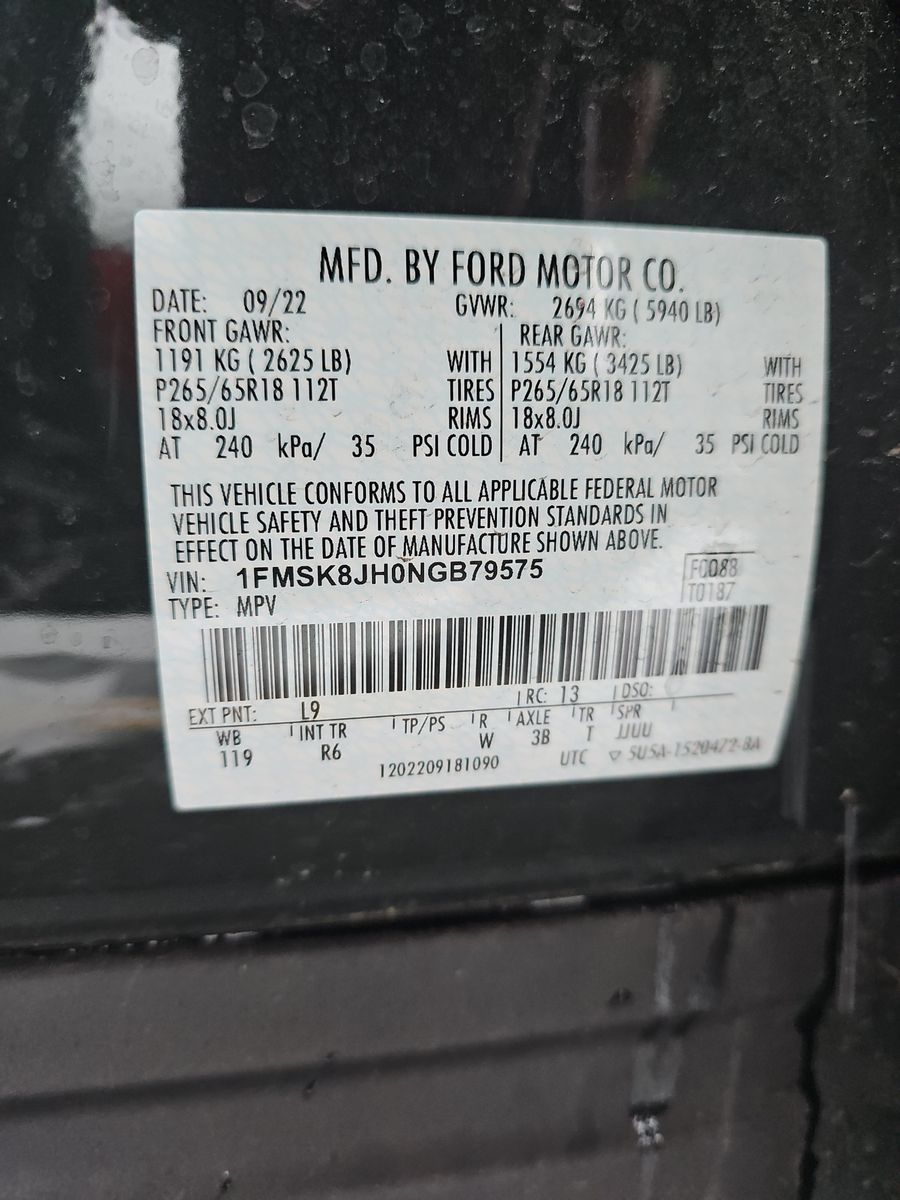 MFD. BY FORD MOTOR CO.
DATE: 09/22 GVWR: 2694 KG ( 5940 LB)
FRONT GAWR: REAR GAWR:
1191 KG ( 2625 LB) WITH 1554 KG ( 3425 LB) WITH
P265/65R18 112T TIRES P265/65R18 112T TIRES
18x8.0J RIMS 18x8.0J RIMS
AT 240 kPa/ 35 PSI COLD AT 240 kPa/ 35 PSI COLD
THIS VEHICLE CONFORMS TO ALL APPLICABLE FEDERAL MOTOR
VEHICLE SAFETY AND THEFT PREVENTION STANDARDS IN
EFFECT ON THE DATE OF MANUFACTURE SHOWN ABOVE.
VIN: 1FMSK8JH0NGB79575 F0088
TYPE: MPV T0187
EXT PNT: L9 RC: 13 DSO:
WB INT TR TP/PS R AXLE TR SPR
119 R6 W 3B T JJUU
1202209181090 UTC ▽ 5U5A-1520472-BA